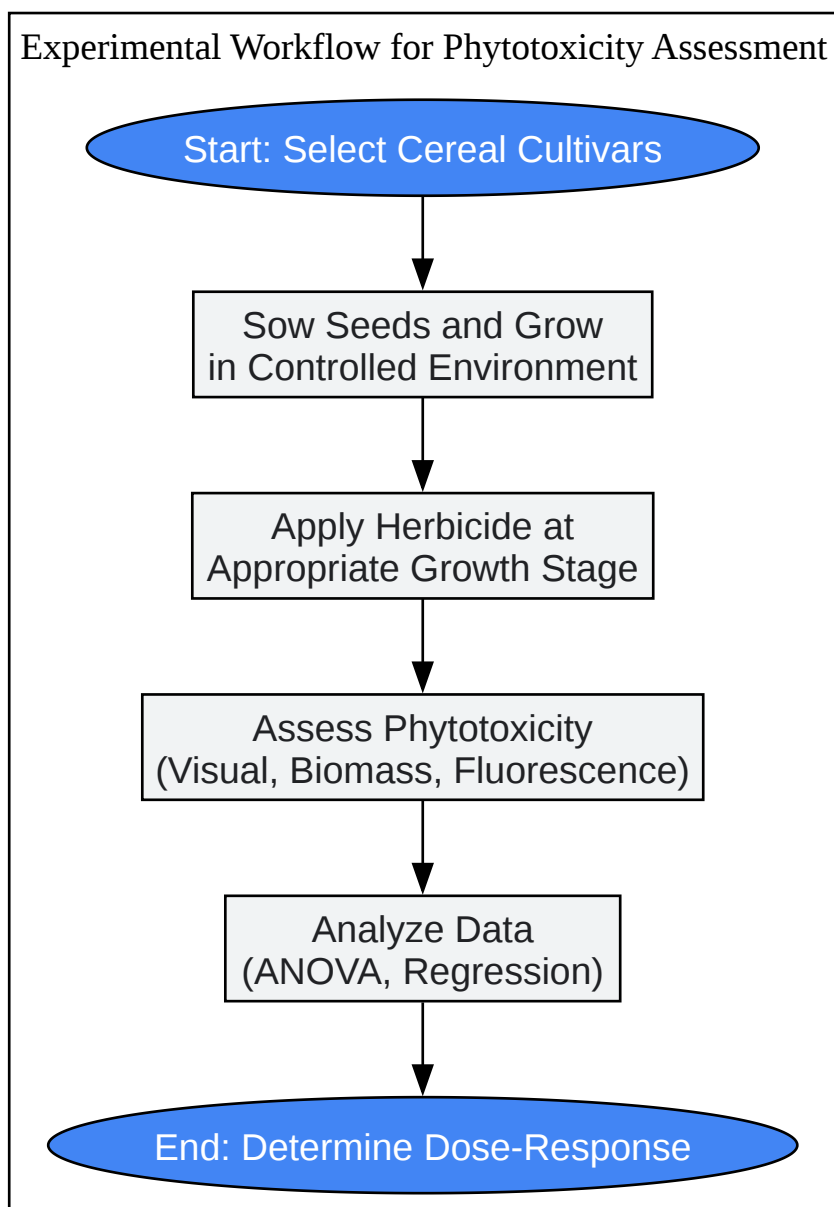 Experimental Workflow for Phytotoxicity Assessment
Start: Select Cereal Cultivars
Sow Seeds and Grow
in Controlled Environment
Apply Herbicide at
Appropriate Growth Stage
Assess Phytotoxicity
(Visual, Biomass, Fluorescence)
Analyze Data
(ANOVA, Regression)
End: Determine Dose-Response